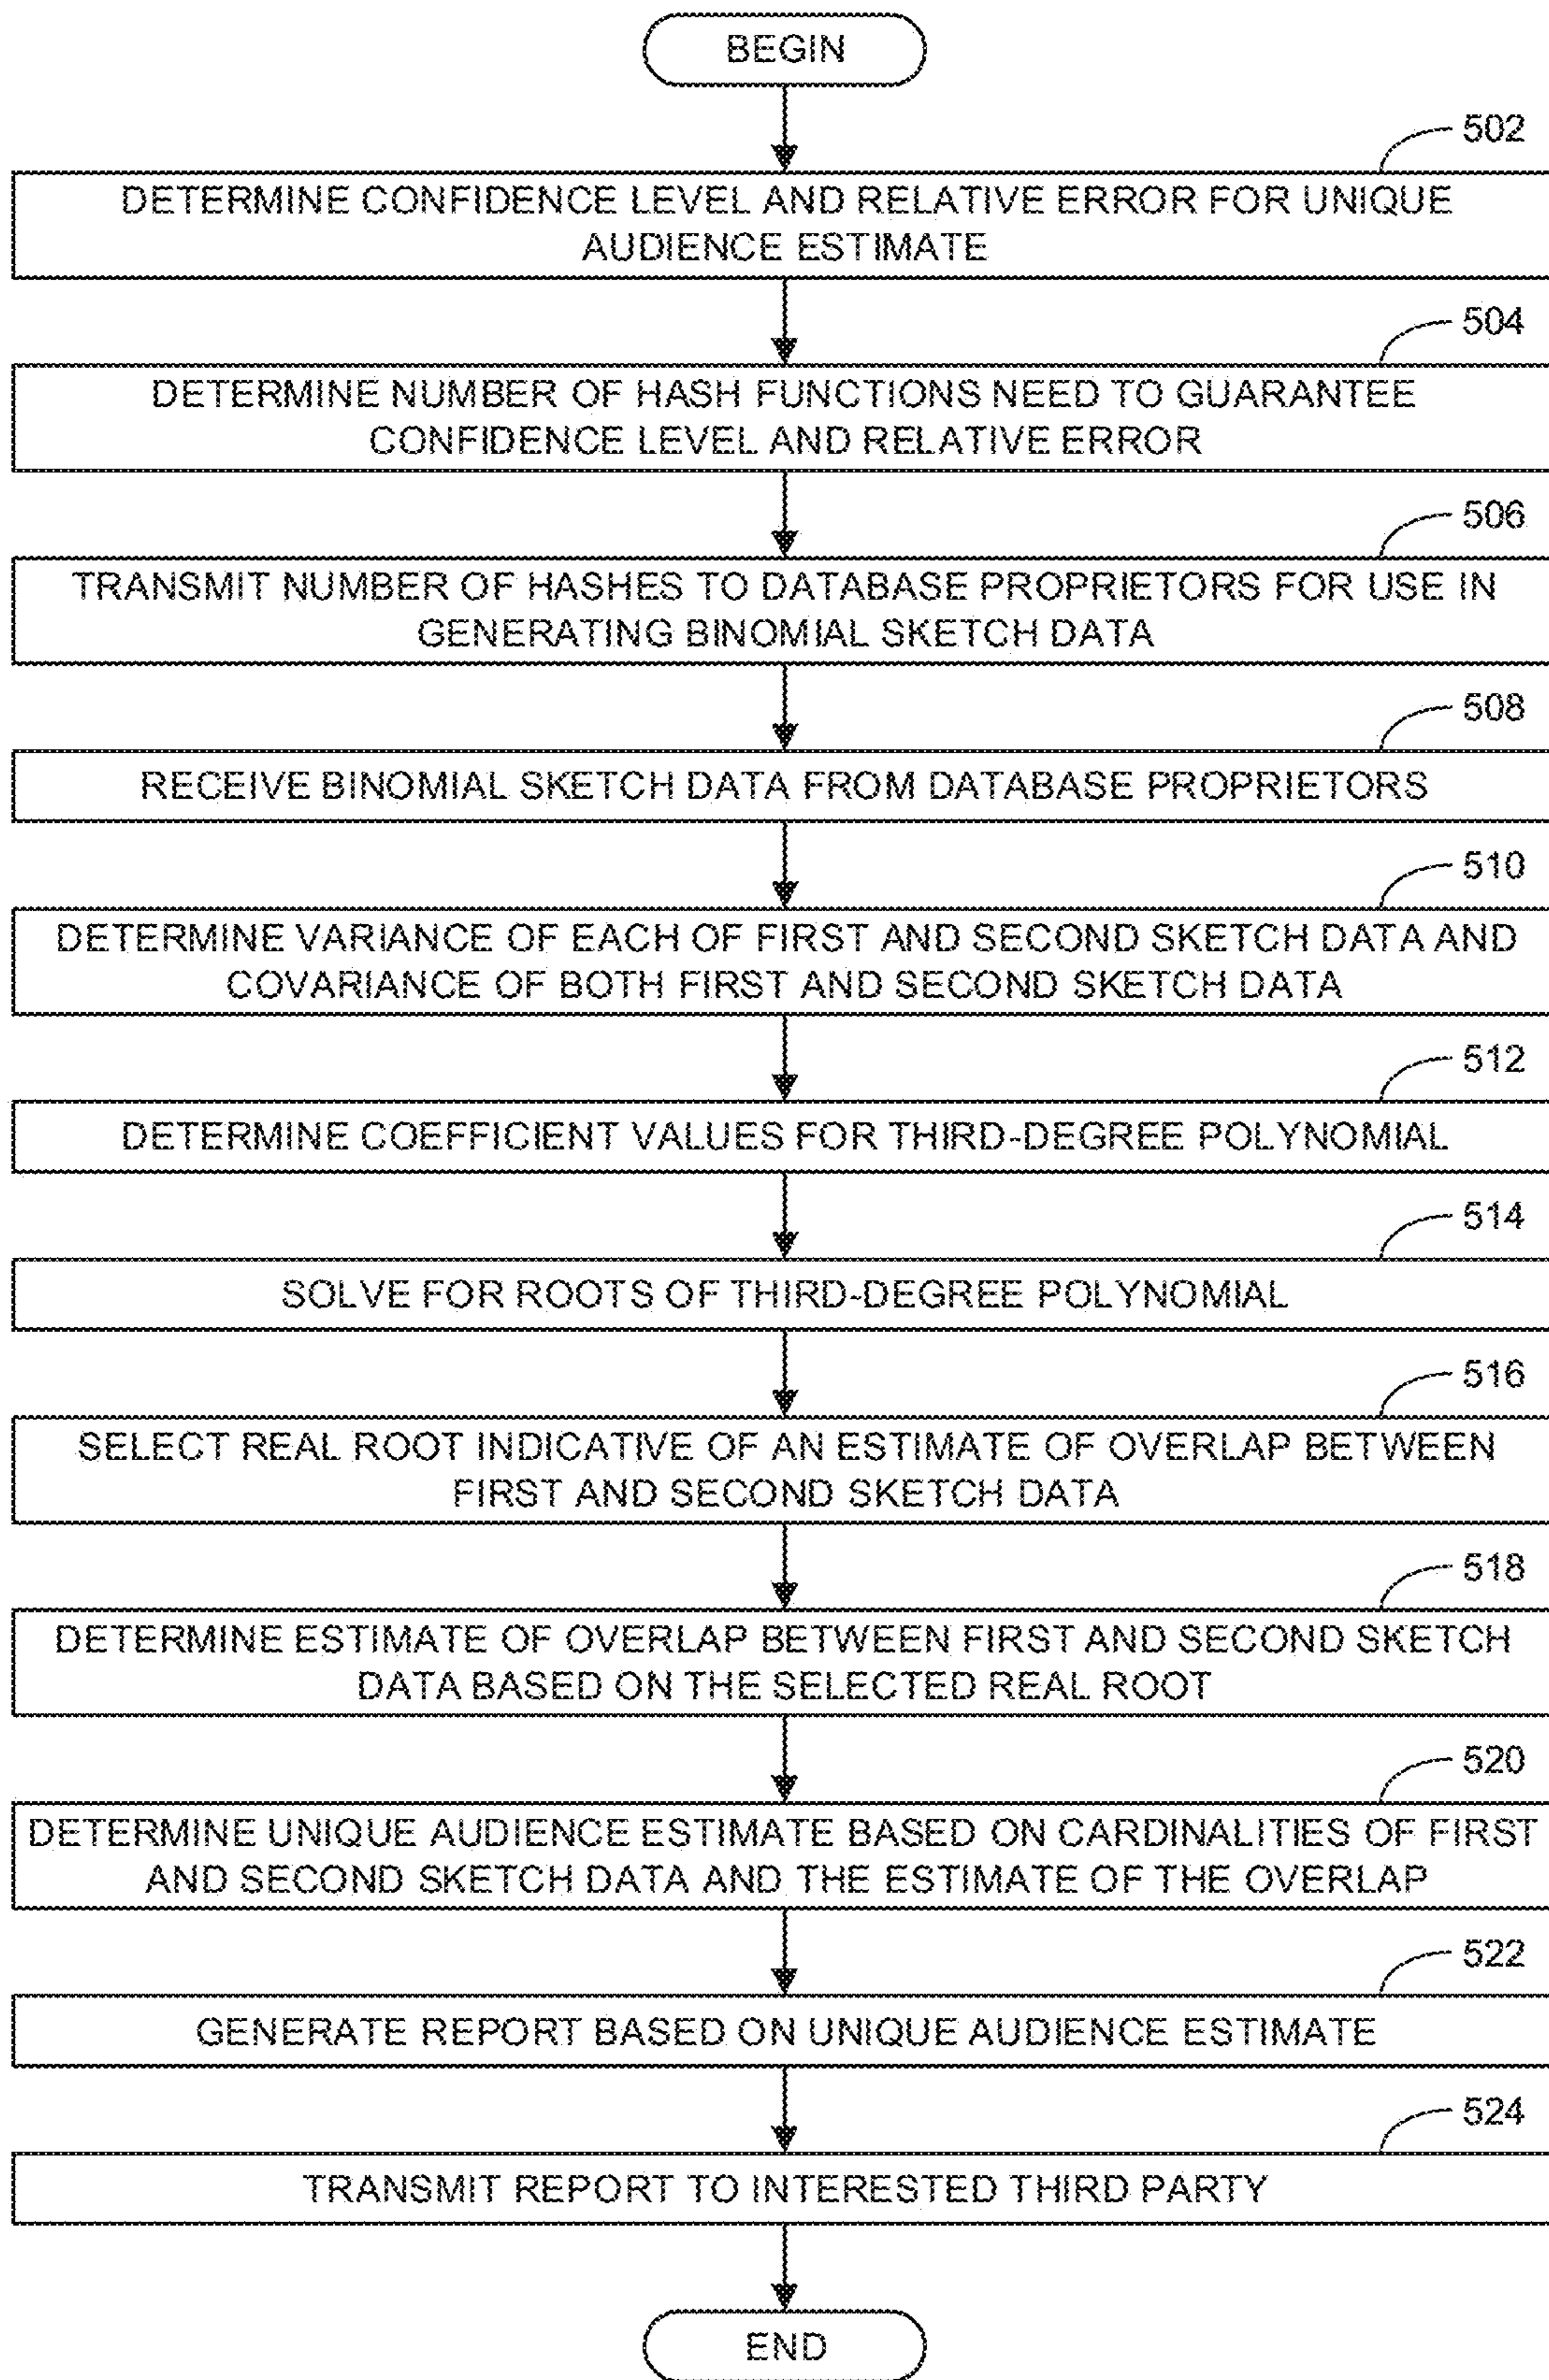 BEGIN
502
DETERMINE CONFIDENCE LEVEL AND RELATIVE ERROR FOR UNIQUE
AUDIENCE ESTIMATE
504
DETERMINE NUMBER OF HASH FUNCTIONS NEED TO GUARANTEE
CONFIDENCE LEVEL AND RELATIVE ERROR
506
TRANSMIT NUMBER OF HASHES TO DATABASE PROPRIETORS FOR USE IN
GENERATING BINOMIAL SKETCH DATA
508
RECEIVE BINOMIAL SKETCH DATA FROM DATABASE PROPRIETORS
510
DETERMINE VARIANCE OF EACH OF FIRST AND SECOND SKETCH DATA AND
COVARIANCE OF BOTH FIRST AND SECOND SKETCH DATA
512
DETERMINE COEFFICIENT VALUES FOR THIRD-DEGREE POLYNOMIAL
514
SOLVE FOR ROOTS OF THIRD-DEGREE POLYNOMIAL
516
SELECT REAL ROOT INDICATIVE OF AN ESTIMATE OF OVERLAP BETWEEN
FIRST AND SECOND SKETCH DATA
518
DETERMINE ESTIMATE OF OVERLAP BETWEEN FIRST AND SECOND SKETCH
DATA BASED ON THE SELECTED REAL ROOT
520
DETERMINE UNIQUE AUDIENCE ESTIMATE BASED ON CARDINALITIES OF FIRST
AND SECOND SKETCH DATA AND THE ESTIMATE OF THE OVERLAP
522
GENERATE REPORT BASED ON UNIQUE AUDIENCE ESTIMATE
524
TRANSMIT REPORT TO INTERESTED THIRD PARTY
END